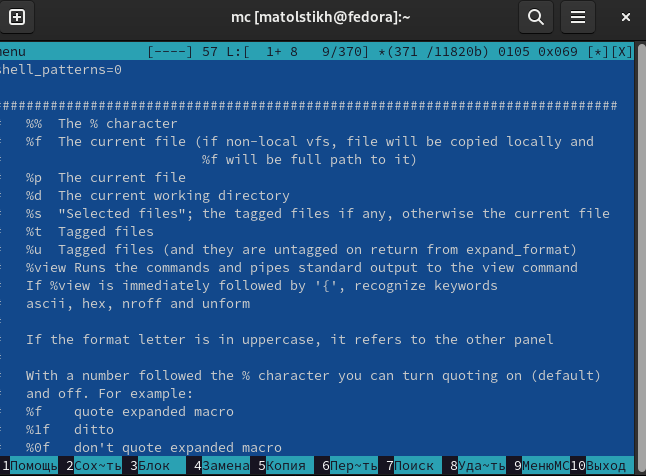 mc [matolstikh@fedora]:~
enu [----] 57 L:[ 1+ 8 9/370] *(371 /11820b) 0105 0x069 [*][X]
shell_patterns=0
##############################################################################
%% The % character
%f The current file (if non-local vfs, file will be copied locally and
%f will be full path to it)
%p The current file
%d The current working directory
%s "Selected files"; the tagged files if any, otherwise the current file
%t Tagged files
%u Tagged files (and they are untagged on return from expand_format)
%view Runs the commands and pipes standard output to the view command
If %view is immediately followed by '{', recognize keywords
ascii, hex, nroff and unform
If the format letter is in uppercase, it refers to the other panel
With a number followed the % character you can turn quoting on (default)
and off. For example:
%f quote expanded macro
%1f ditto
%0f don't quote expanded macro
1Помощь 2Сох~ть 3Блок 4Замена 5Копия 6Пер~ть 7Поиск 8Уда~ть 9МенюМС 10Выход